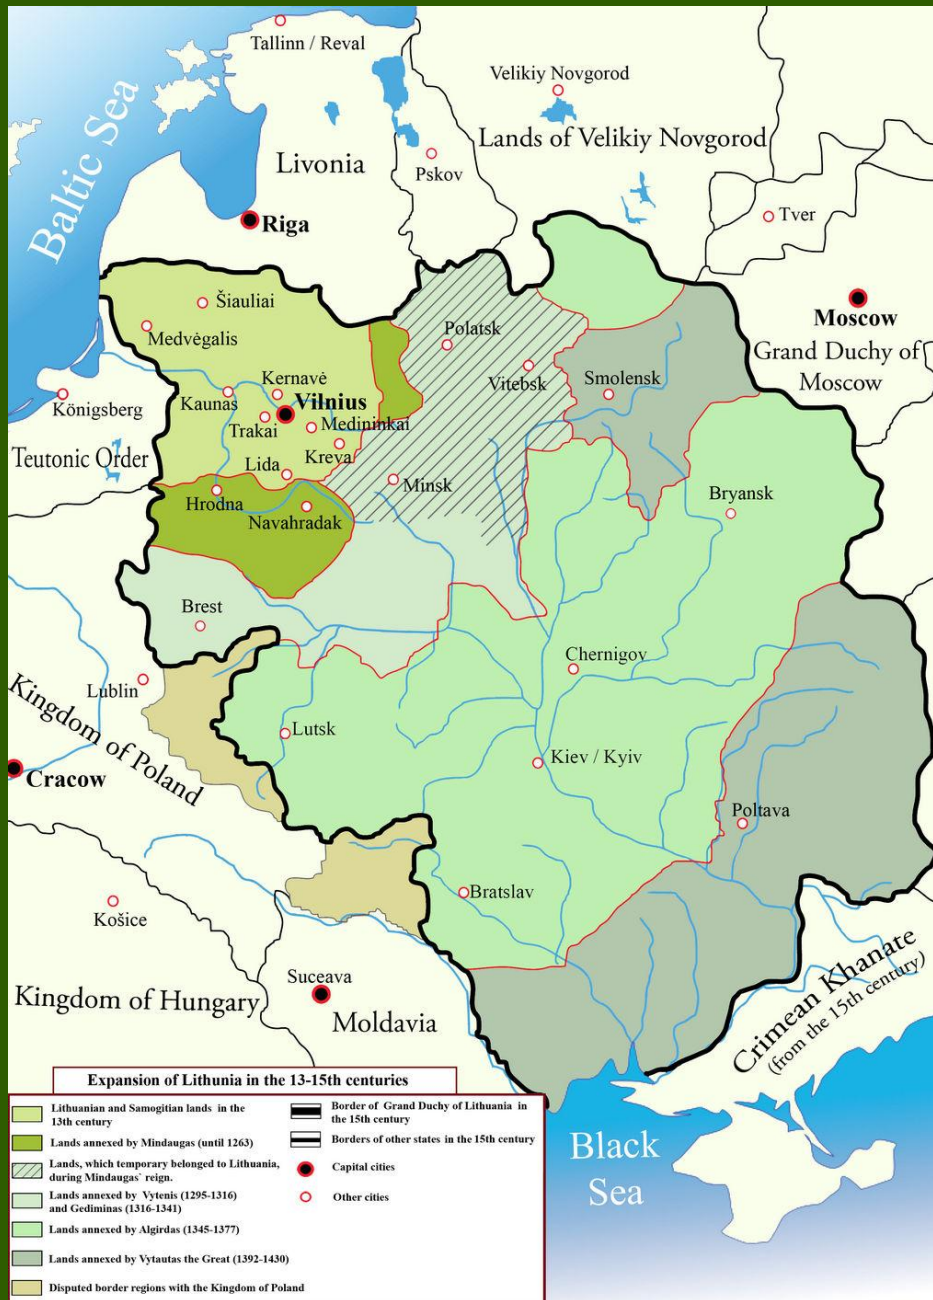 Tallinn / Reval
Velikiy Novgorod
Lands of Velikiy Novgorod
Baltic Sea
Livonia
Pskov
Riga
Tver
Šiauliai
Medvėgalis
Polatsk
Moscow
Grand Duchy of
Moscow
Vitebsk
Smolensk
Königsberg
Kernavė
Kaunas
Vilnius
Trakai
Medininkai
Kreva
Teutonic Order
Lida
Minsk
Hrodna
Navahradak
Bryansk
Brest
Chernigov
Lublin
Kingdom of Poland
Lutsk
Kiev / Kyiv
Cracow
Poltava
Bratslav
Košice
Suceava
Kingdom of Hungary
Moldavia
Crimean Khanate
(from the 15th century)
Black
Sea
Expansion of Lithunia in the 13-15th centuries
Lithuanian and Samogitian lands in the
13th century
Lands annexed by Mindaugas (until 1263)
Lands, which temporary belonged to Lithuania,
during Mindaugas` reign.
Lands annexed by Vytenis (1295-1316)
and Gediminas (1316-1341)
Lands annexed by Algirdas (1345-1377)
Lands annexed by Vytautas the Great (1392-1430)
Disputed border regions with the Kingdom of Poland
Border of Grand Duchy of Lithuania in
the 15th century
Borders of other states in the 15th century
Capital cities
Other cities